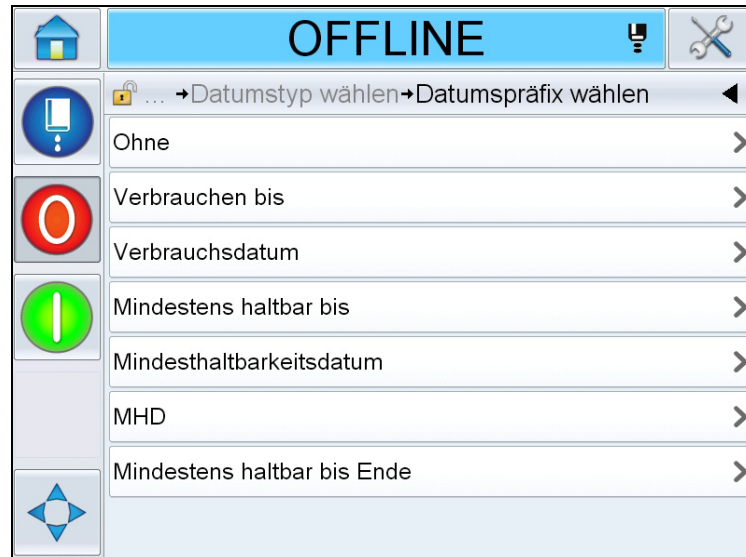 OFFLINE
... →Datumstyp wählen→Datumspräfix wählen
Ohne
Verbrauchen bis
Verbrauchsdatum
Mindestens haltbar bis
Mindesthaltbarkeitsdatum
MHD
Mindestens haltbar bis Ende